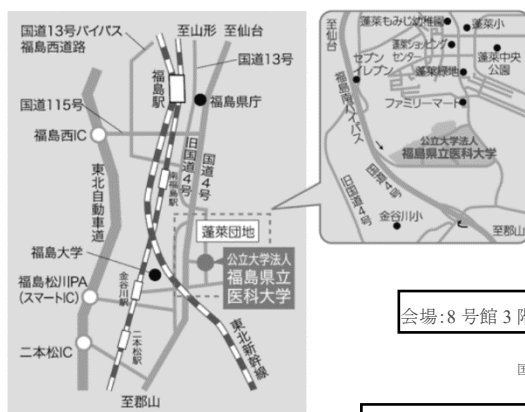 国道13号バイパス
福島西道路
至山形
至仙台
国道13号
福島駅
福島県庁
国道115号
福島西IC
東北自動車道
南福島駅
旧国道4号
国道4号
蓬莱団地
福島大学
公立大学法人
福島県立
医科大学
福島松川PA
(スマートIC)
金谷川駅
二本松駅
二本松IC
東北新幹線
至郡山
至仙台
蓬莱もみじ幼稚園
蓬莱小
蓬莱ショッピング
センター
セブン
イレブン
蓬莱中央
公園
蓬莱緑地
福島南バイパス
ファミリーマート
公立大学法人
福島県立医科大学
国道4号
旧国道4号
金谷川小
至郡山
会場:8 号館 3